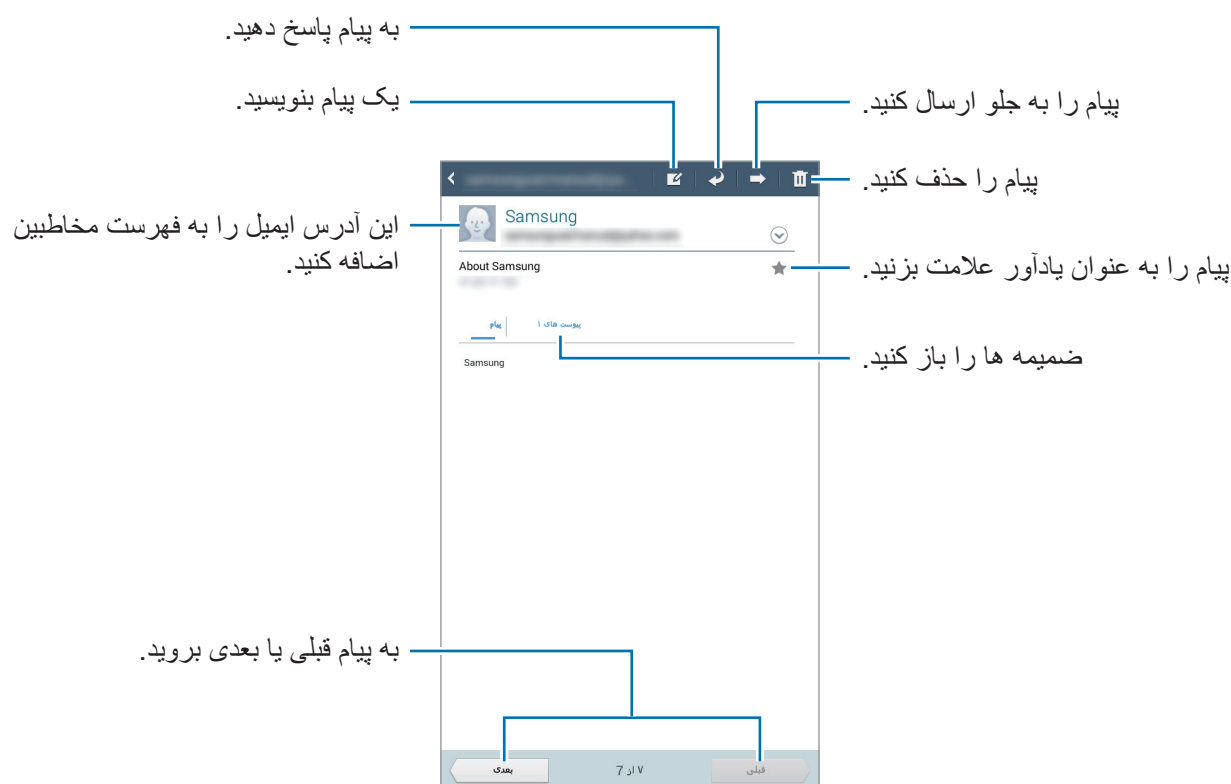 به پیام پاسخ دهید.
یک پیام بنویسید.
پیام را به جلو ارسال کنید.
پیام را حذف کنید.
این آدرس ایمیل را به فهرست مخاطبین
اضافه کنید.
Samsung
About Samsung
پیام را به عنوان یادآور علامت بزنید.
پیام
پیوست های ۱
ضمیمه ها را باز کنید.
Samsung
به پیام قبلی یا بعدی بروید.
بعدی
۷ از 7
قبلی